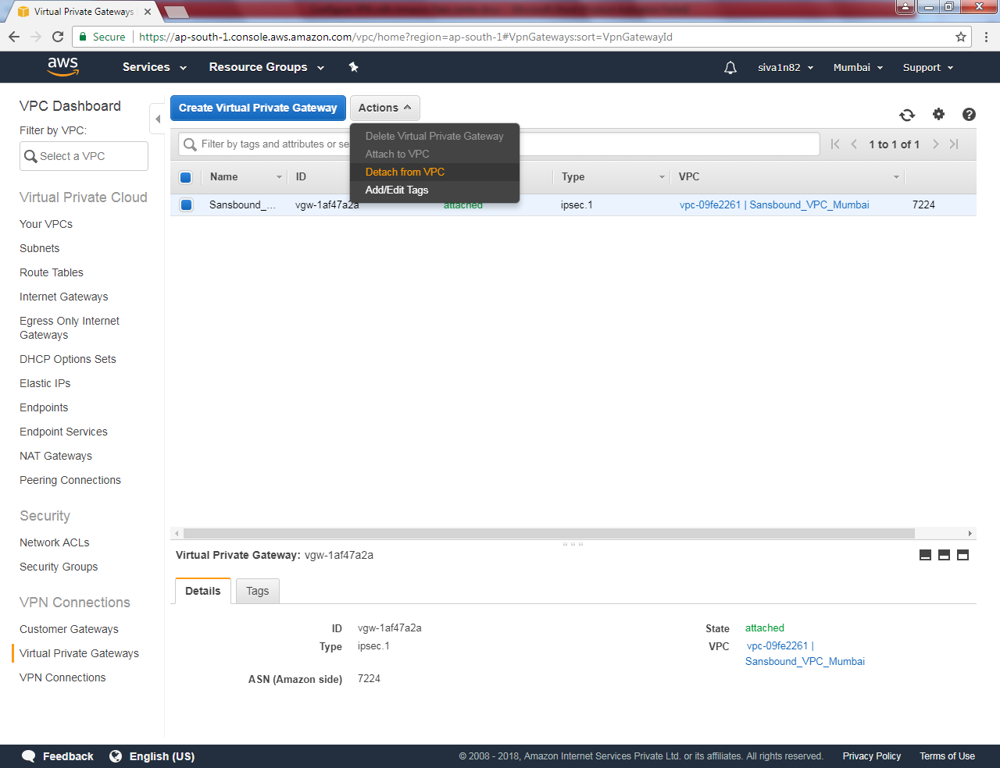 Virtual Private Gateways
Secure https://ap-south-1.console.aws.amazon.com/vpc/home?region=ap-south-1#VpnGateways:sort=VpnGatewayId
aws Services Resource Groups siva1n82 Mumbai Support
VPC Dashboard
Filter by VPC:
Select a VPC
Virtual Private Cloud
Your VPCs
Subnets
Route Tables
Internet Gateways
Egress Only Internet
Gateways
DHCP Options Sets
Elastic IPs
Endpoints
Endpoint Services
NAT Gateways
Peering Connections
Security
Network ACLs
Security Groups
VPN Connections
Customer Gateways
Virtual Private Gateways
VPN Connections
Create Virtual Private Gateway Actions
Delete Virtual Private Gateway
Attach to VPC
Detach from VPC
Add/Edit Tags
Filter by tags and attributes or se
1 to 1 of 1
Name ID Type VPC
Sansbound_... vgw-1af47a2a attached ipsec.1 vpc-09fe2261 | Sansbound_VPC_Mumbai 7224
Virtual Private Gateway: vgw-1af47a2a
Details Tags
ID vgw-1af47a2a State attached
Type ipsec.1 VPC vpc-09fe2261 |
Sansbound_VPC_Mumbai
ASN (Amazon side) 7224
Feedback English (US) © 2008 - 2018, Amazon Internet Services Private Ltd. or its affiliates. All rights reserved. Privacy Policy Terms of Use